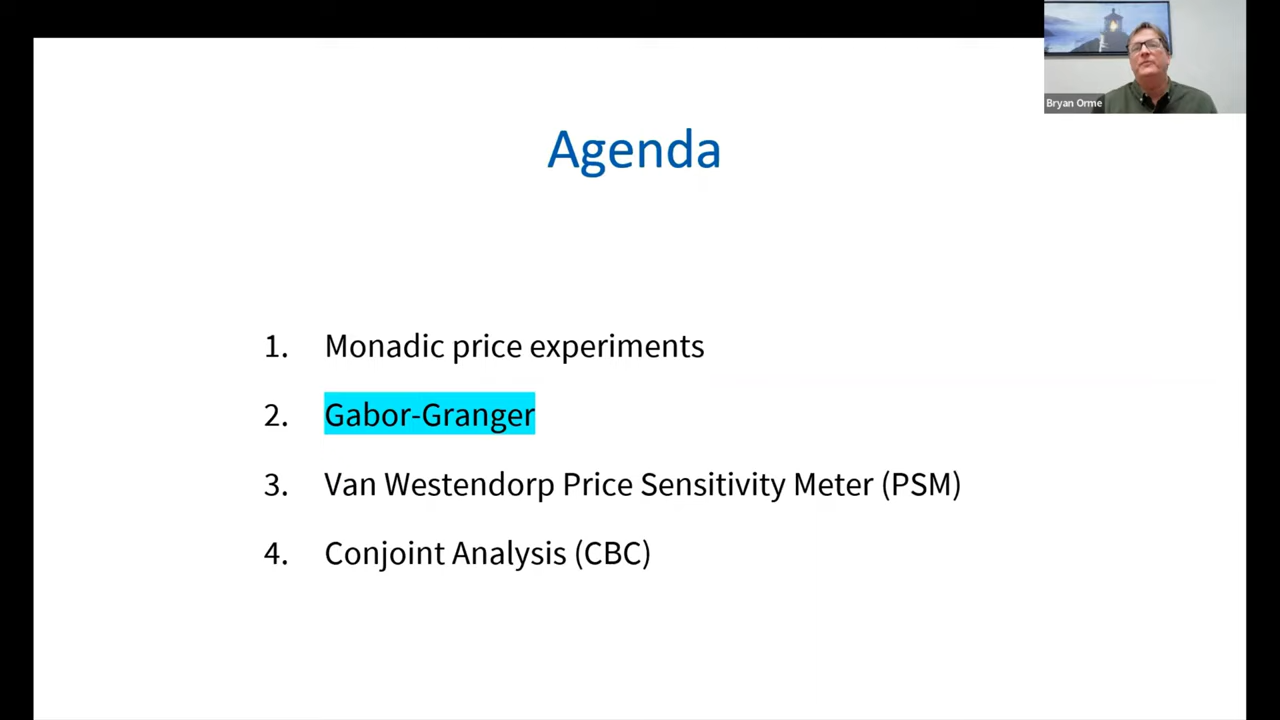 Bryan Orme
Agenda
1. Monadic price experiments
2. Gabor-Granger
3. Van Westendorp Price Sensitivity Meter (PSM)
4. Conjoint Analysis (CBC)